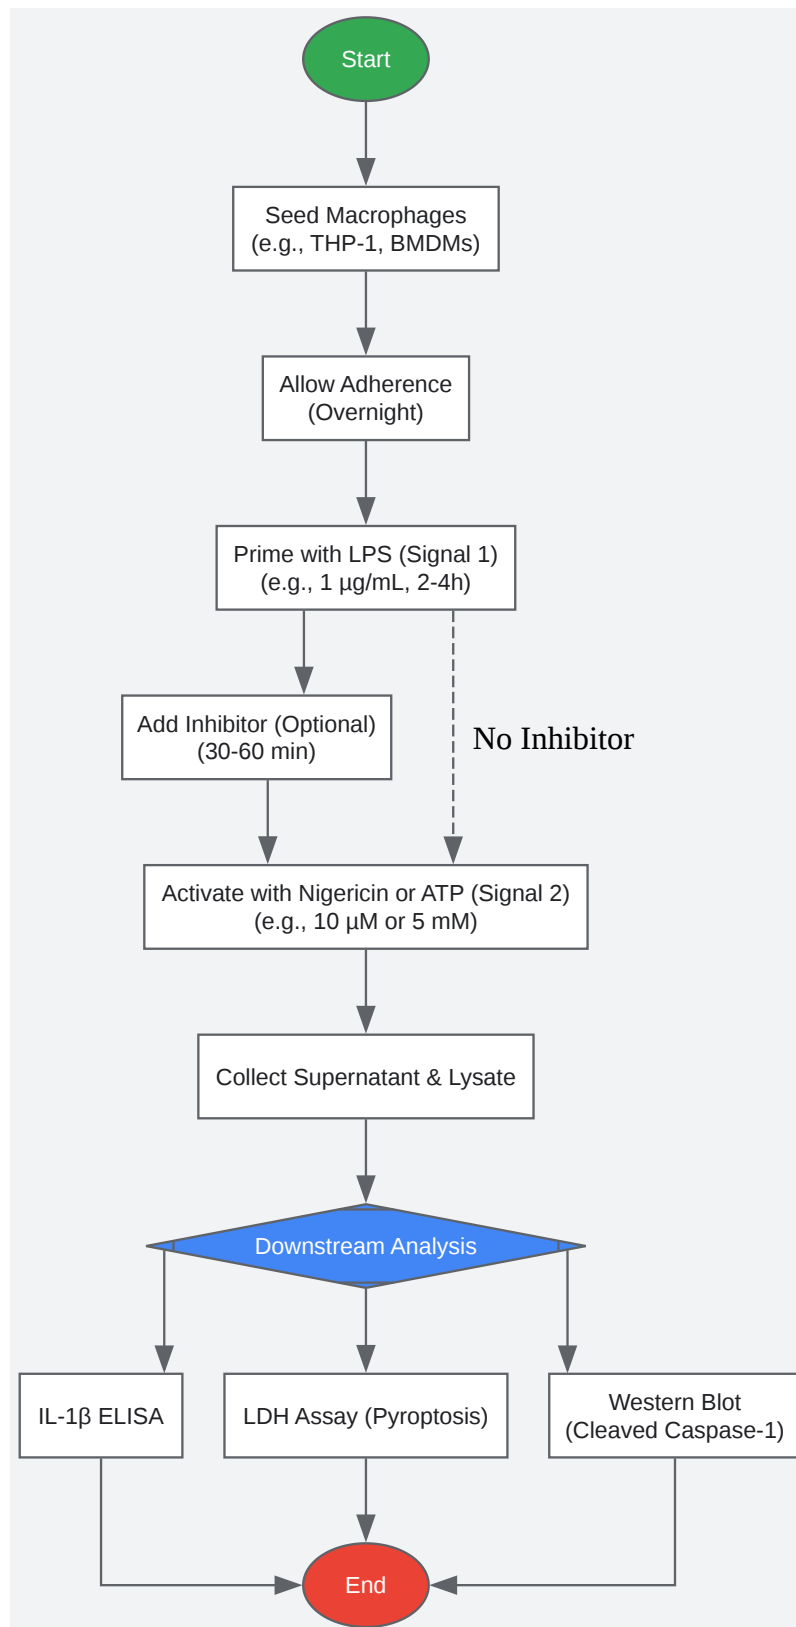 Start
Seed Macrophages
(e.g., THP-1, BMDMs)
Allow Adherence
(Overnight)
Prime with LPS (Signal 1)
(e.g., 1 µg/mL, 2-4h)
Add Inhibitor (Optional)
(30-60 min)
No Inhibitor
Activate with Nigericin or ATP (Signal 2)
(e.g., 10 µM or 5 mM)
Collect Supernatant & Lysate
Downstream Analysis
IL-1β ELISA
LDH Assay (Pyroptosis)
Western Blot
(Cleaved Caspase-1)
End